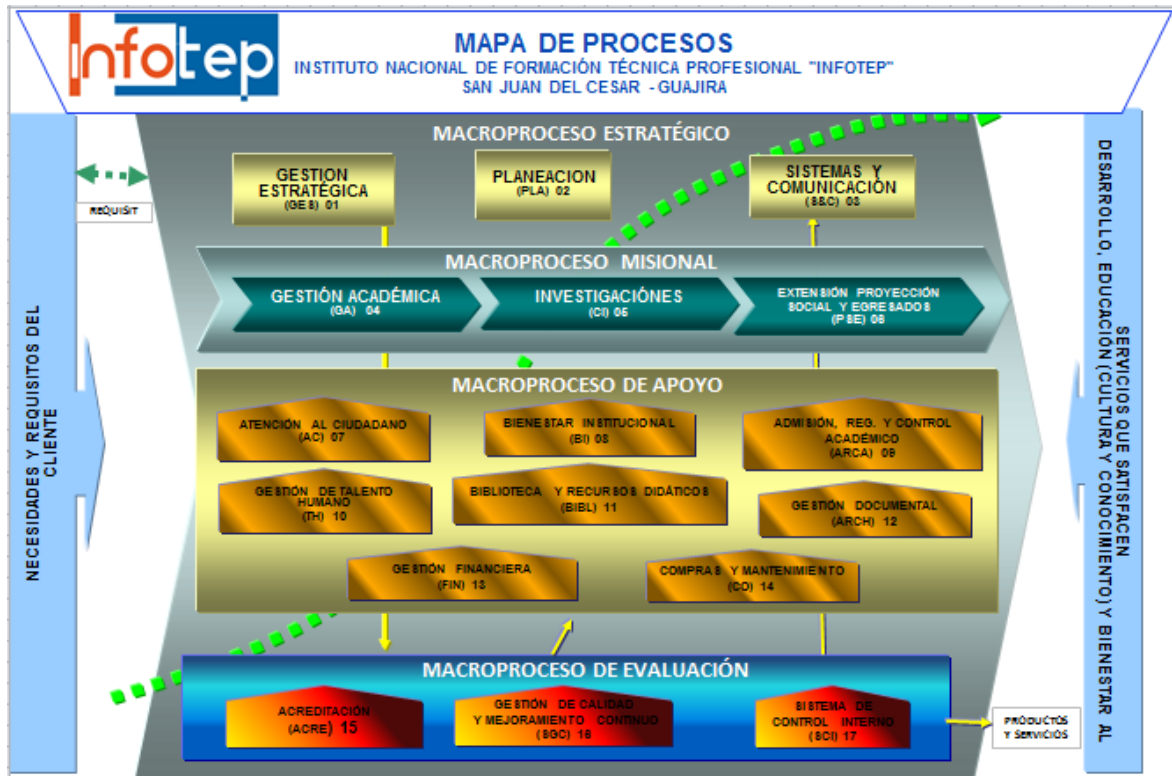 infotep
MAPA DE PROCESOS
INSTITUTO NACIONAL DE FORMACIÓN TÉCNICA PROFESIONAL "INFOTEP"
SAN JUAN DEL CESAR - GUAJIRA
NECESIDADES Y REQUISITOS DEL
CLIENTE
REQUISIT
MACROPROCESO ESTRATÉGICO
GESTION
ESTRATÉGICA
(GES) 01
PLANEACION
(PLA) 02
SISTEMAS Y
COMUNICACIÓN
(S&C) 03
MACROPROCESO MISIONAL
GESTIÓN ACADÉMICA
(GA) 04
INVESTIGACIÓNES
(CI) 05
EXTENSIÓN PROYECCIÓN
SOCIAL Y EGRESADOS
(PSE) 06
MACROPROCESO DE APOYO
ATENCIÓN AL CIUDADANO
(AC) 07
BIENESTAR INSTITUCIONAL
(BI) 08
ADMISIÓN, REG. Y CONTROL
ACADÉMICO
(ARCA) 09
GESTIÓN DE TALENTO
HUMANO
(TH) 10
BIBLIOTECA Y RECURSOS DIDÁTICOS
(BIBL) 11
GESTIÓN DOCUMENTAL
(ARCH) 12
GESTIÓN FINANCIERA
(FIN) 13
COMPRAS Y MANTENIMIENTO
(CO) 14
MACROPROCESO DE EVALUACIÓN
ACREDITACIÓN
(ACRE) 15
GESTIÓN DE CALIDAD
Y MEJORAMIENTO CONTINUO
(SGC) 16
SISTEMA DE
CONTROL INTERNO
(SCI) 17
PRODUCTOS
Y SERVICIOS
SERVICIOS QUE SATISFACEN
DESARROLLO, EDUCACIÓN (CULTURA Y CONOCIMIENTO) Y BIENESTAR AL